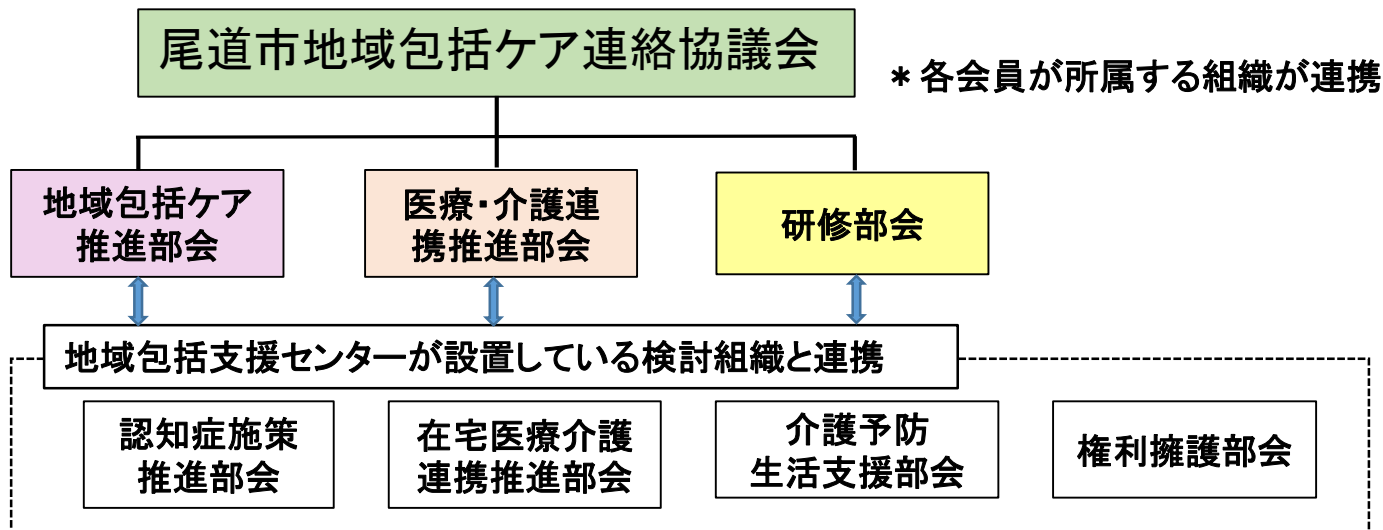 尾道市地域包括ケア連絡協議会
＊各会員が所属する組織が連携
地域包括ケア
推進部会
医療・介護連
携推進部会
研修部会
地域包括支援センターが設置している検討組織と連携
認知症施策
推進部会
在宅医療介護
連携推進部会
介護予防
生活支援部会
権利擁護部会